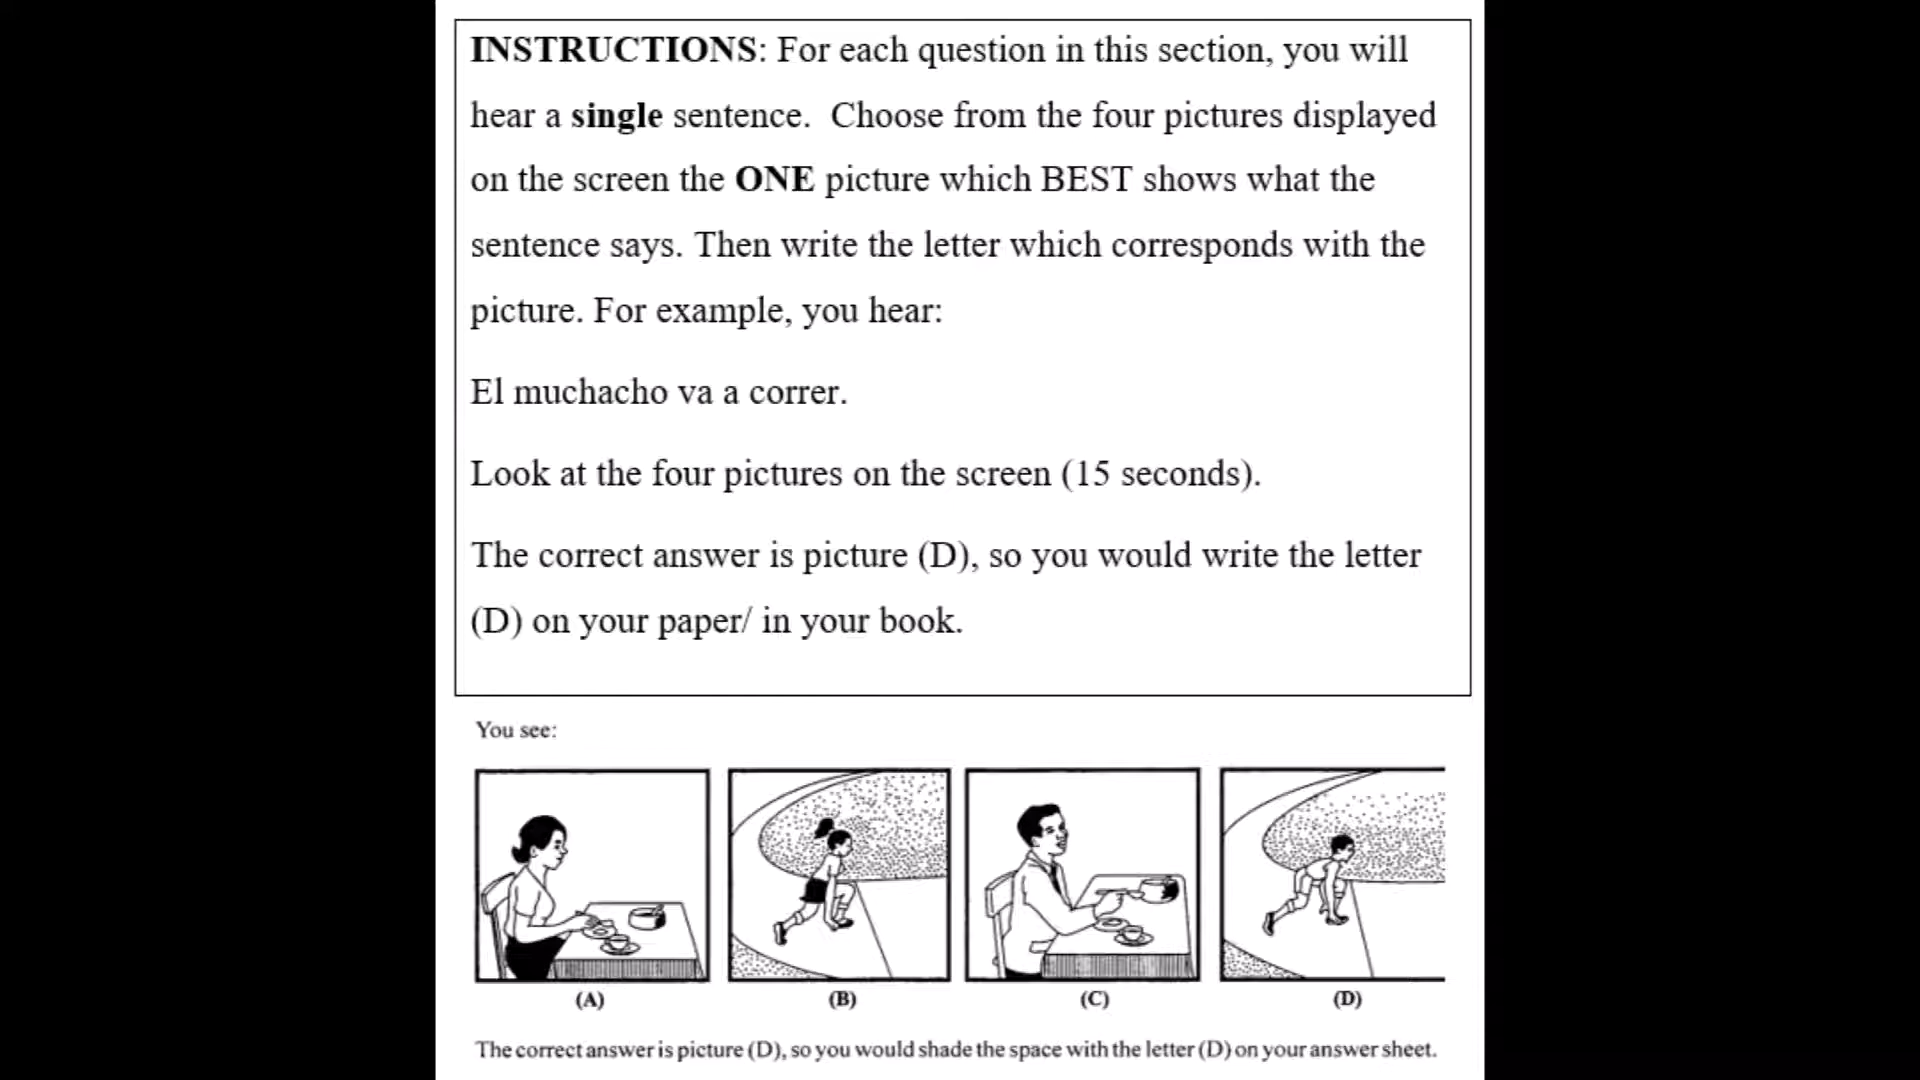 INSTRUCTIONS: For each question in this section, you will
hear a single sentence.  Choose from the four pictures displayed
on the screen the ONE picture which BEST shows what the
sentence says. Then write the letter which corresponds with the
picture. For example, you hear:
El muchacho va a correr.
Look at the four pictures on the screen (15 seconds).
The correct answer is picture (D), so you would write the letter
(D) on your paper/ in your book.
You see:
(A) (B) (C) (D)
The correct answer is picture (D), so you would shade the space with the letter (D) on your answer sheet.